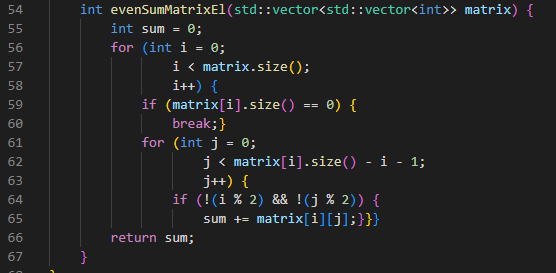 54 int evenSumMatrixEl(std::vector<std::vector<int>> matrix) {
55 int sum = 0;
56 for (int i = 0;
57 i < matrix.size();
58 i++) {
59 if (matrix[i].size() == 0) {
60 break;}
61 for (int j = 0;
62 j < matrix[i].size() - i - 1;
63 j++) {
64 if (!(i % 2) && !(j % 2)) {
65 sum += matrix[i][j];}}}
66 return sum;
67 }